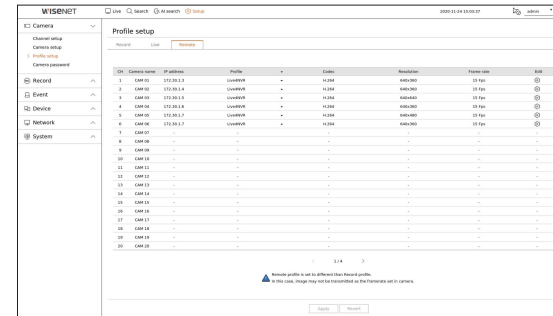 WISENET
Live Search AI search Setup 2020-11-24 15:03:37 admin
Camera
Channel setup
Camera setup
Profile setup
Camera password
Record
Event
Device
Network
System
Profile setup
Record Live Remote
CH Camera name IP address Profile Codec Resolution Frame rate Edit
1 CAM 01 172.30.1.3 Live4NVR H.264 640x360 15 Fps
2 CAM 02 172.30.1.4 Live4NVR H.264 640x360 15 Fps
3 CAM 03 172.30.1.5 Live4NVR H.264 640x640 15 Fps
4 CAM 04 172.30.1.6 Live4NVR H.264 640x360 15 Fps
5 CAM 05 172.30.1.7 Live4NVR H.264 640x480 15 Fps
6 CAM 06 172.30.1.7 Live4NVR H.264 640x360 15 Fps
7 CAM 07 - - - - -
8 CAM 08 - - - - -
9 CAM 09 - - - - -
10 CAM 10 - - - - -
11 CAM 11 - - - - -
12 CAM 12 - - - - -
13 CAM 13 - - - - -
14 CAM 14 - - - - -
15 CAM 15 - - - - -
16 CAM 16 - - - - -
17 CAM 17 - - - - -
18 CAM 18 - - - - -
19 CAM 19 - - - - -
20 CAM 20 - - - - -
< 1/4 >
Remote profile is set to different than Record profile.
In this case, image may not be transmitted as the framerate set in camera.
Apply Revert